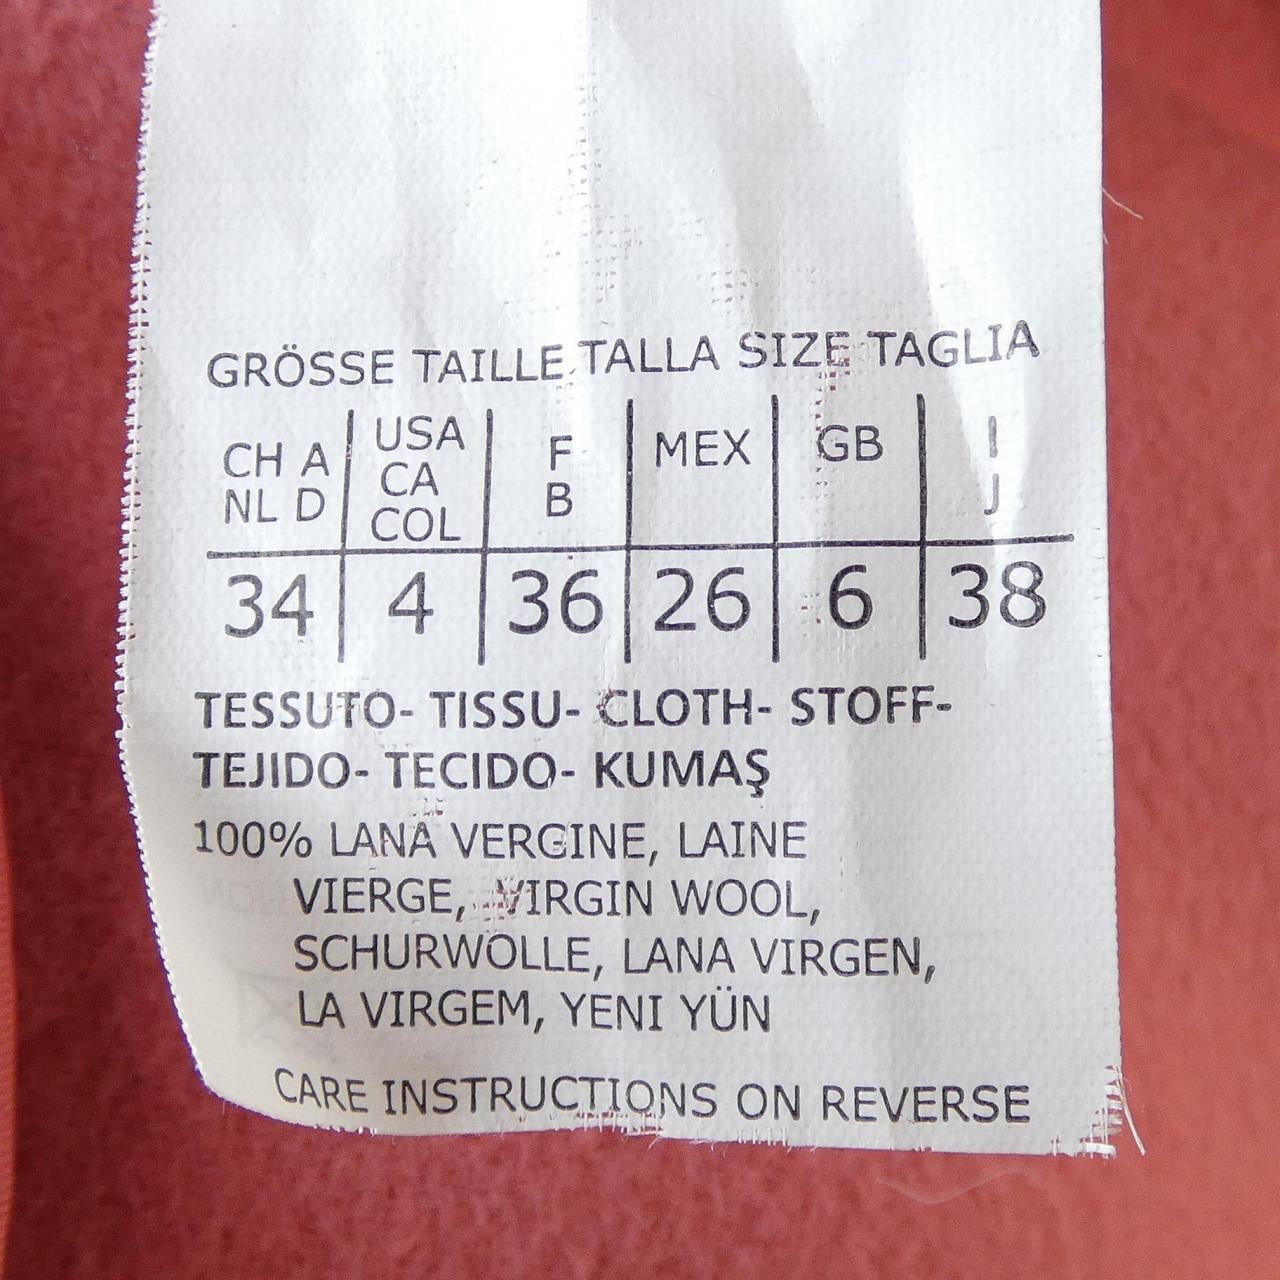 GRÖSSE TAILLE TALLA SIZE TAGLIA
CH A USA F MEX GB I
NL D CA B J
COL
34 4 36 26 6 38
TESSUTO- TISSU- CLOTH- STOFF-
TEJIDO- TECIDO- KUMAŞ
100% LANA VERGINE, LAINE
VIERGE, VIRGIN WOOL,
SCHURWOLLE, LANA VIRGEN,
LA VIRGEM, YENI YÜN
CARE INSTRUCTIONS ON REVERSE